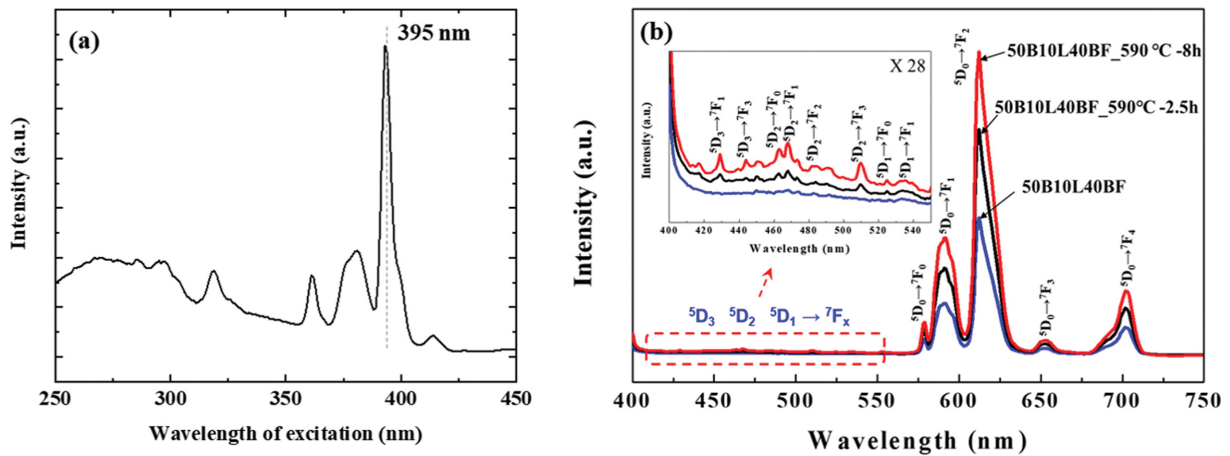 (a)
395 nm
Intensity (a.u.)
250 300 350 400 450
Wavelength of excitation (nm)
(b)
X 28
⁵D₃→⁷F₁
⁵D₃→⁷F₃
⁵D₂→⁷F₀
⁵D₂→⁷F₁
⁵D₂→⁷F₂
⁵D₂→⁷F₃
⁵D₁→⁷F₀
⁵D₁→⁷F₁
Intensity (a.u.)
400 420 440 460 480 500 520 540
Wavelength (nm)
⁵D₃ ⁵D₂ ⁵D₁ → ⁷Fₓ
⁵D₀→⁷F₀
⁵D₀→⁷F₁
⁵D₀→⁷F₂
⁵D₀→⁷F₃
⁵D₀→⁷F₄
50B10L40BF_590 °C -8h
50B10L40BF_590°C -2.5h
50B10L40BF
Intensity (a.u.)
400 450 500 550 600 650 700 750
Wavelength (nm)